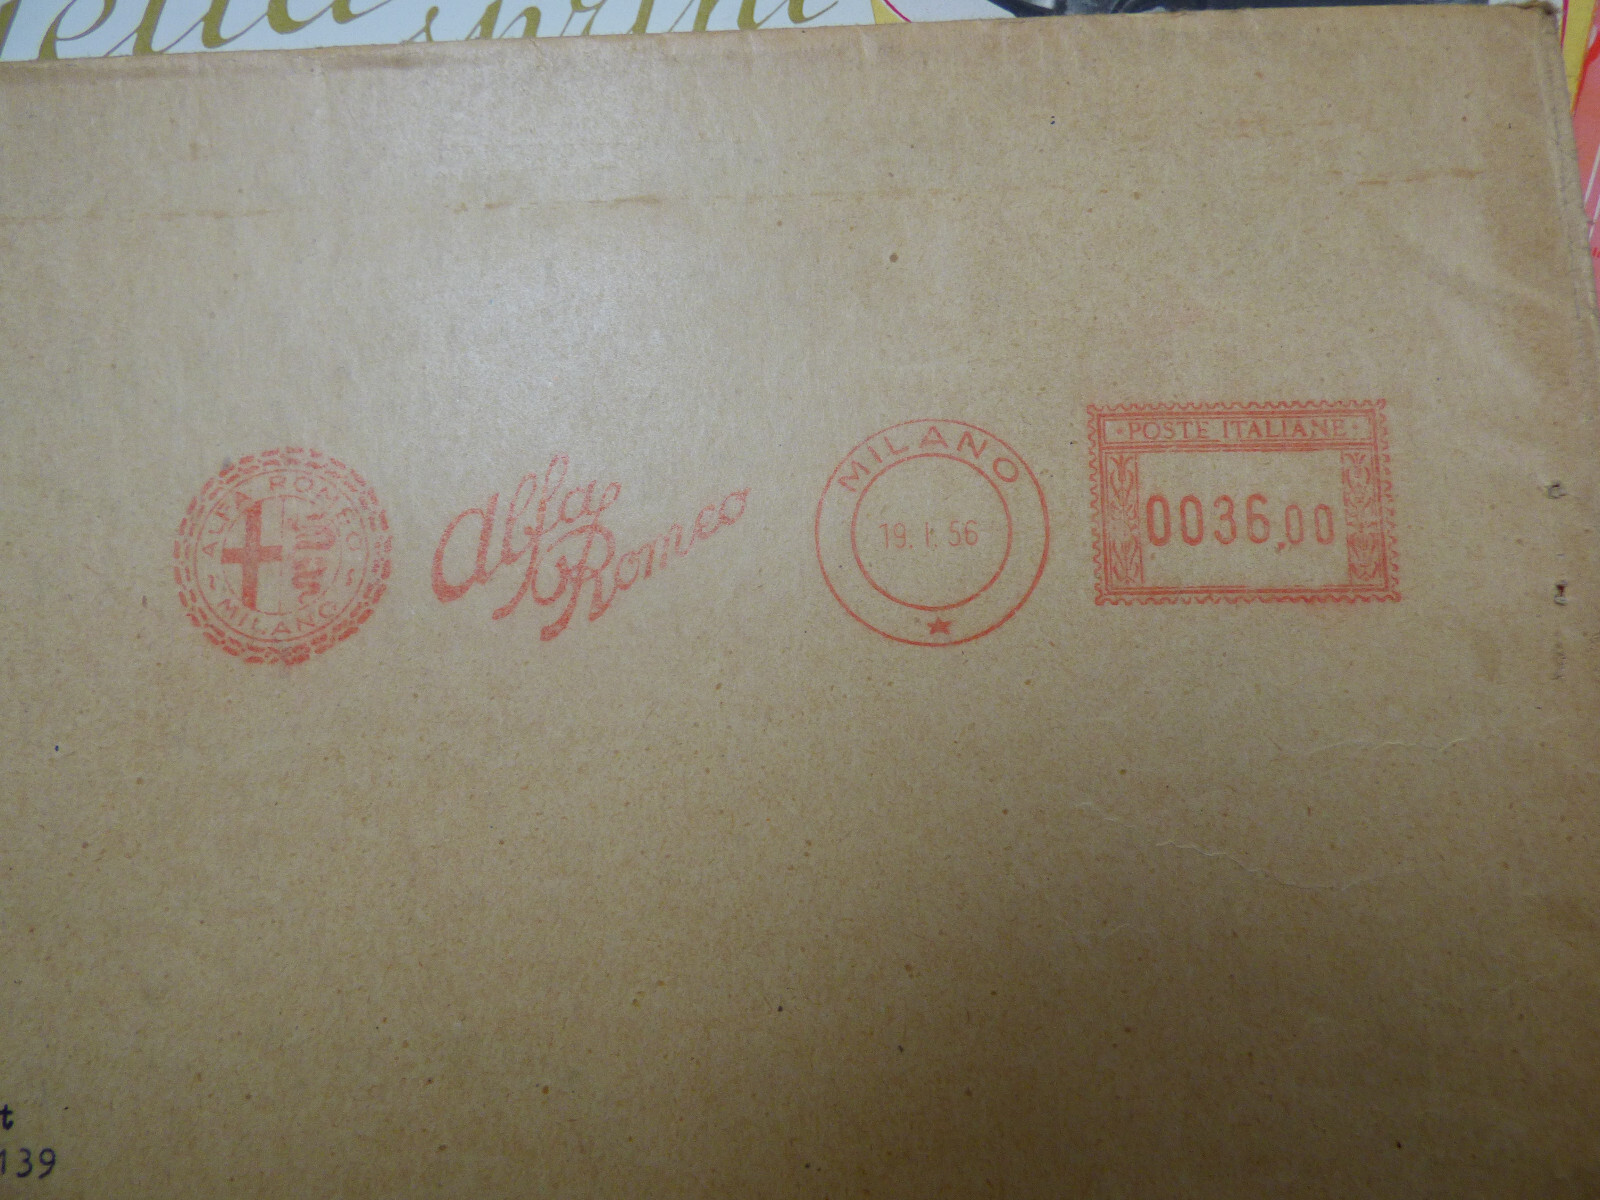 ALFA ROMEO
MILANO
Alfa
Romeo
MILANO
19. I. 56
POSTE ITALIANE
0036,00
t
139